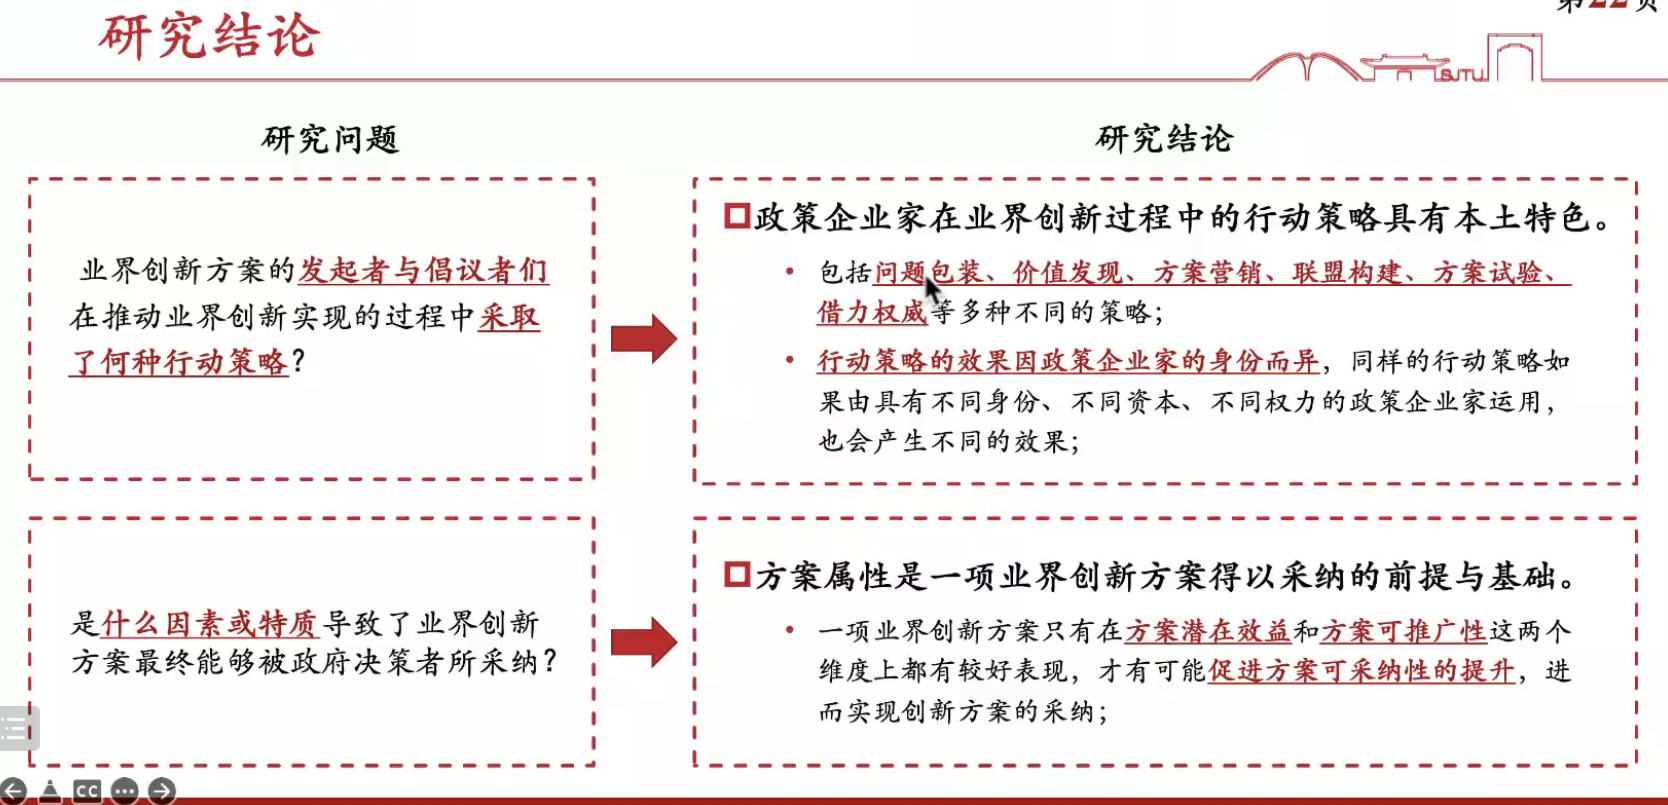 第22页
研究结论
SJTU
研究问题
业界创新方案的发起者与倡议者们
在推动业界创新实现的过程中采取
了何种行动策略？
是什么因素或特质导致了业界创新
方案最终能够被政府决策者所采纳？
研究结论
政策企业家在业界创新过程中的行动策略具有本土特色。
• 包括问题包装、价值发现、方案营销、联盟构建、方案试验、
借力权威等多种不同的策略；
• 行动策略的效果因政策企业家的身份而异，同样的行动策略如
果由具有不同身份、不同资本、不同权力的政策企业家运用，
也会产生不同的效果；
方案属性是一项业界创新方案得以采纳的前提与基础。
• 一项业界创新方案只有在方案潜在效益和方案可推广性这两个
维度上都有较好表现，才有可能促进方案可采纳性的提升，进
而实现创新方案的采纳；
CC